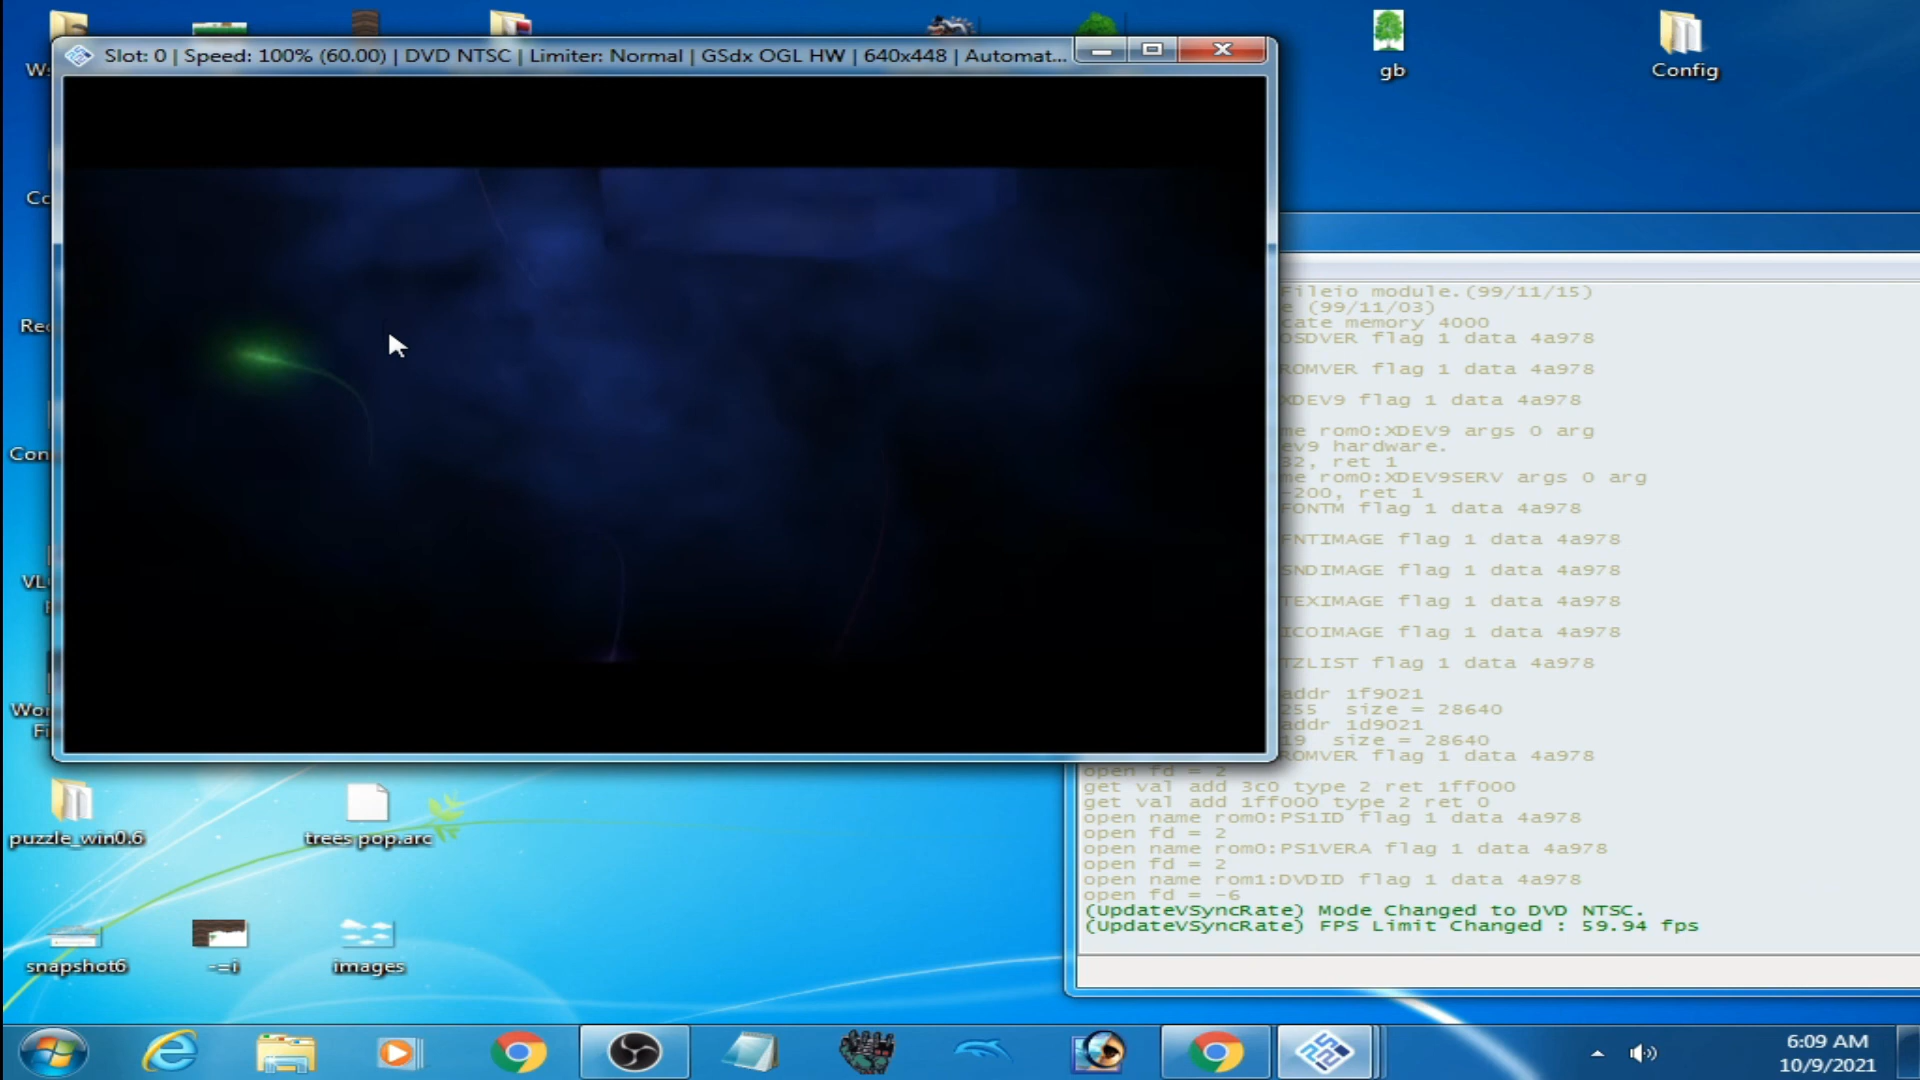 Slot: 0 | Speed: 100% (60.00) | DVD NTSC | Limiter: Normal | GSdx OGL HW | 640x448 | Automat...
gb
Config
puzzle_win0.6
trees pop.arc
snapshot6
-=i
images
Fileio module.(99/11/15)
e (99/11/03)
cate memory 4000
OSDVER flag 1 data 4a978
ROMVER flag 1 data 4a978
XDEV9 flag 1 data 4a978
me rom0:XDEV9 args 0 arg
ev9 hardware.
32, ret 1
me rom0:XDEV9SERV args 0 arg
-200, ret 1
FONTM flag 1 data 4a978
FNTIMAGE flag 1 data 4a978
SNDIMAGE flag 1 data 4a978
TEXIMAGE flag 1 data 4a978
ICOIMAGE flag 1 data 4a978
TZLIST flag 1 data 4a978
addr 1f9021
255 size = 28640
addr 1d9021
19 size = 28640
ROMVER flag 1 data 4a978
open fd = 2
get val add 3c0 type 2 ret 1ff000
get val add 1ff000 type 2 ret 0
open name rom0:PS1ID flag 1 data 4a978
open fd = 2
open name rom0:PS1VERA flag 1 data 4a978
open fd = 2
open name rom1:DVDID flag 1 data 4a978
open fd = -6
(UpdateVSyncRate) Mode Changed to DVD NTSC.
(UpdateVSyncRate) FPS Limit Changed : 59.94 fps
6:09 AM
10/9/2021